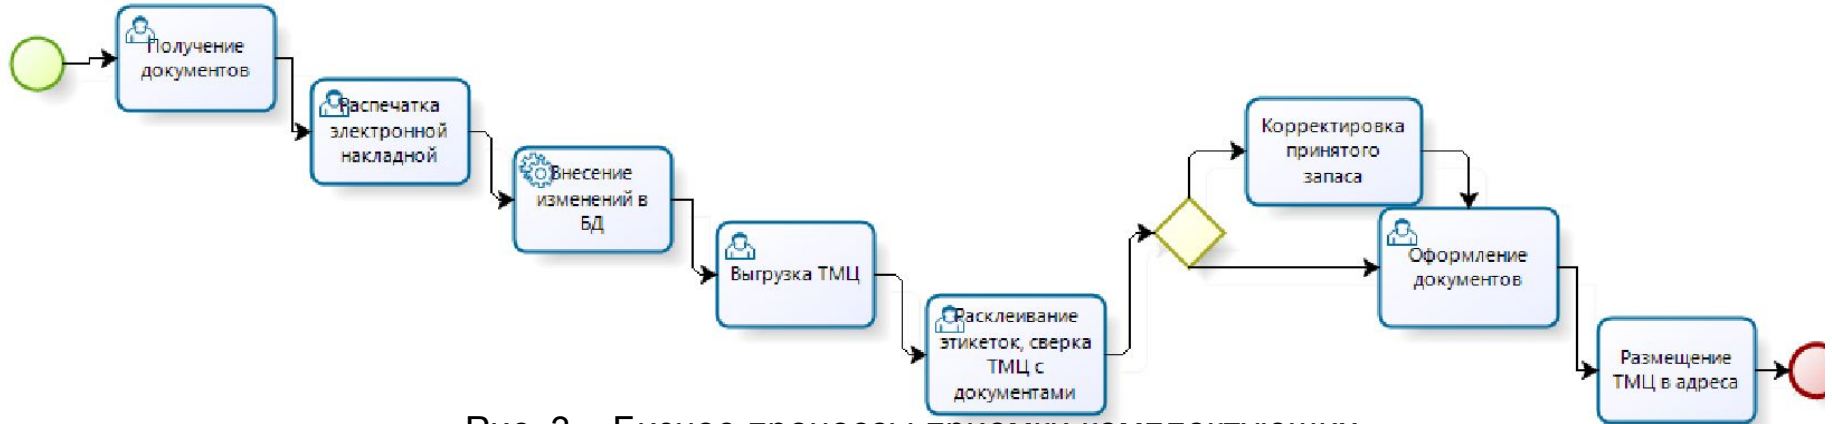 Получение
документов
Распечатка
электронной
накладной
Внесение
изменений в
БД
Выгрузка ТМЦ
Расклеивание
этикеток, сверка
ТМЦ с
документами
Корректировка
принятого
запаса
Оформление
документов
Размещение
ТМЦ в адреса